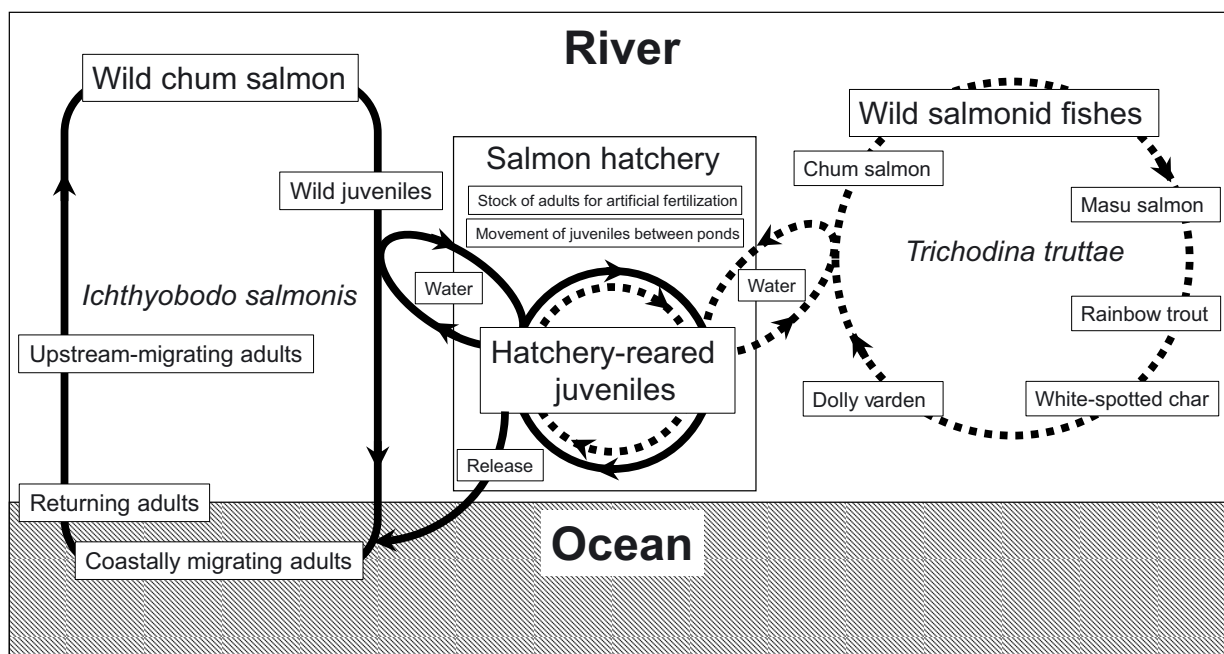 River
Wild chum salmon
Wild juveniles
Ichthyobodo salmonis
Upstream-migrating adults
Returning adults
Coastally migrating adults
Salmon hatchery
Stock of adults for artificial fertilization
Movement of juveniles between ponds
Water
Water
Hatchery-reared
juveniles
Release
Wild salmonid fishes
Chum salmon
Masu salmon
Trichodina truttae
Rainbow trout
Dolly varden
White-spotted char
Ocean